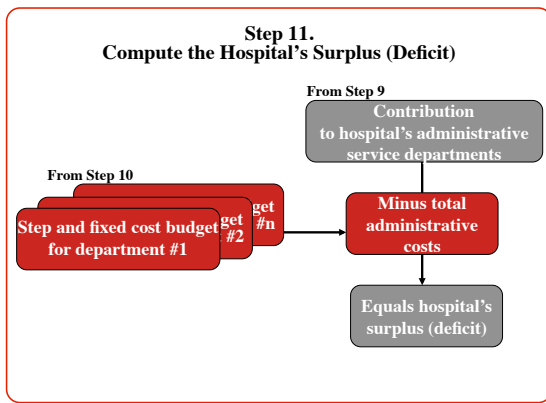 Step 11.
Compute the Hospital's Surplus (Deficit)
From Step 9
Contribution
to hospital's administrative
service departments
From Step 10
get
#n
get
#2
Step and fixed cost budget
for department #1
Minus total
administrative
costs
Equals hospital's
surplus (deficit)